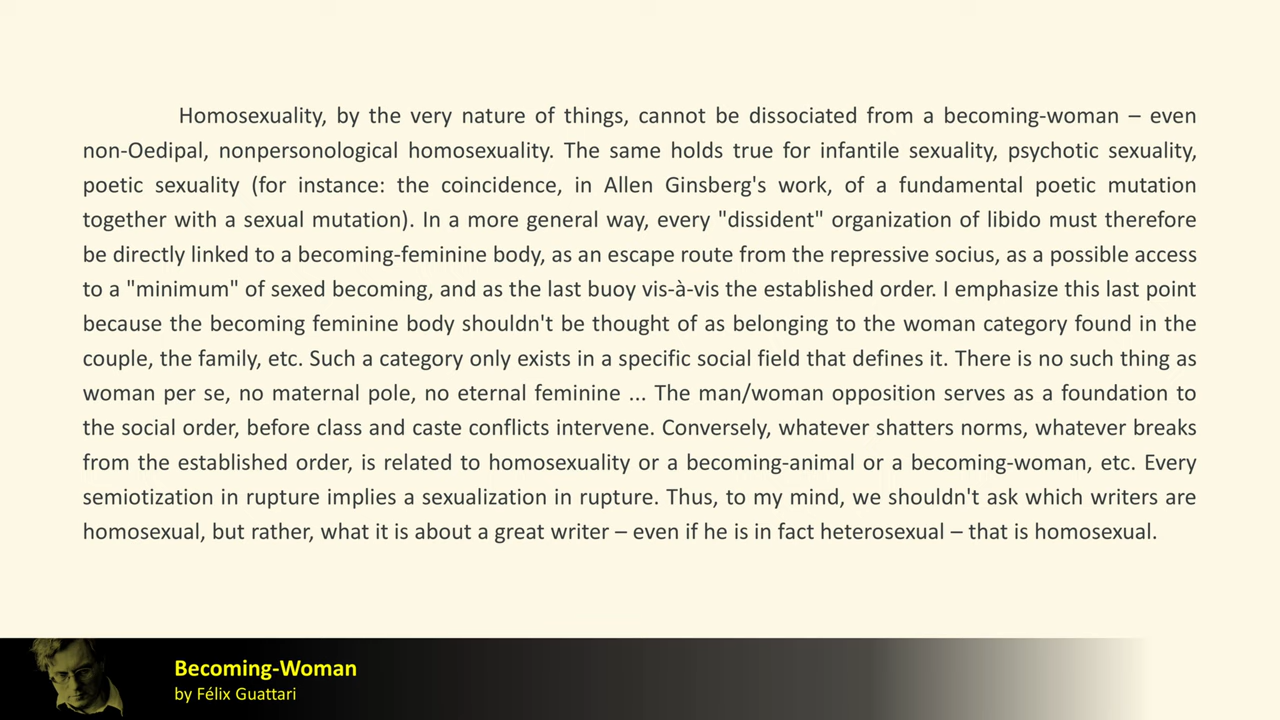 Homosexuality, by the very nature of things, cannot be dissociated from a becoming-woman – even
non-Oedipal, nonpersonological homosexuality. The same holds true for infantile sexuality, psychotic sexuality,
poetic sexuality (for instance: the coincidence, in Allen Ginsberg's work, of a fundamental poetic mutation
together with a sexual mutation). In a more general way, every "dissident" organization of libido must therefore
be directly linked to a becoming-feminine body, as an escape route from the repressive socius, as a possible access
to a "minimum" of sexed becoming, and as the last buoy vis-à-vis the established order. I emphasize this last point
because the becoming feminine body shouldn't be thought of as belonging to the woman category found in the
couple, the family, etc. Such a category only exists in a specific social field that defines it. There is no such thing as
woman per se, no maternal pole, no eternal feminine ... The man/woman opposition serves as a foundation to
the social order, before class and caste conflicts intervene. Conversely, whatever shatters norms, whatever breaks
from the established order, is related to homosexuality or a becoming-animal or a becoming-woman, etc. Every
semiotization in rupture implies a sexualization in rupture. Thus, to my mind, we shouldn't ask which writers are
homosexual, but rather, what it is about a great writer – even if he is in fact heterosexual – that is homosexual.
Becoming-Woman
by Félix Guattari